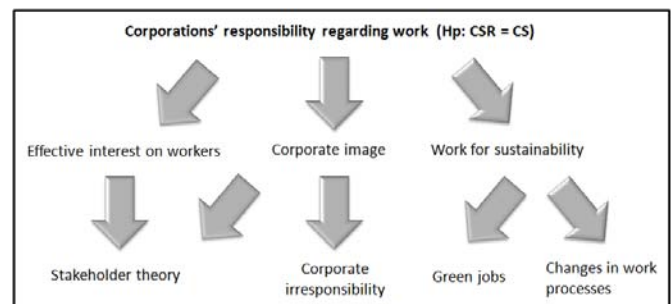 Corporations' responsibility regarding work (Hp: CSR = CS)
Effective interest on workers
Corporate image
Work for sustainability
Stakeholder theory
Corporate
irresponsibility
Green jobs
Changes in work
processes